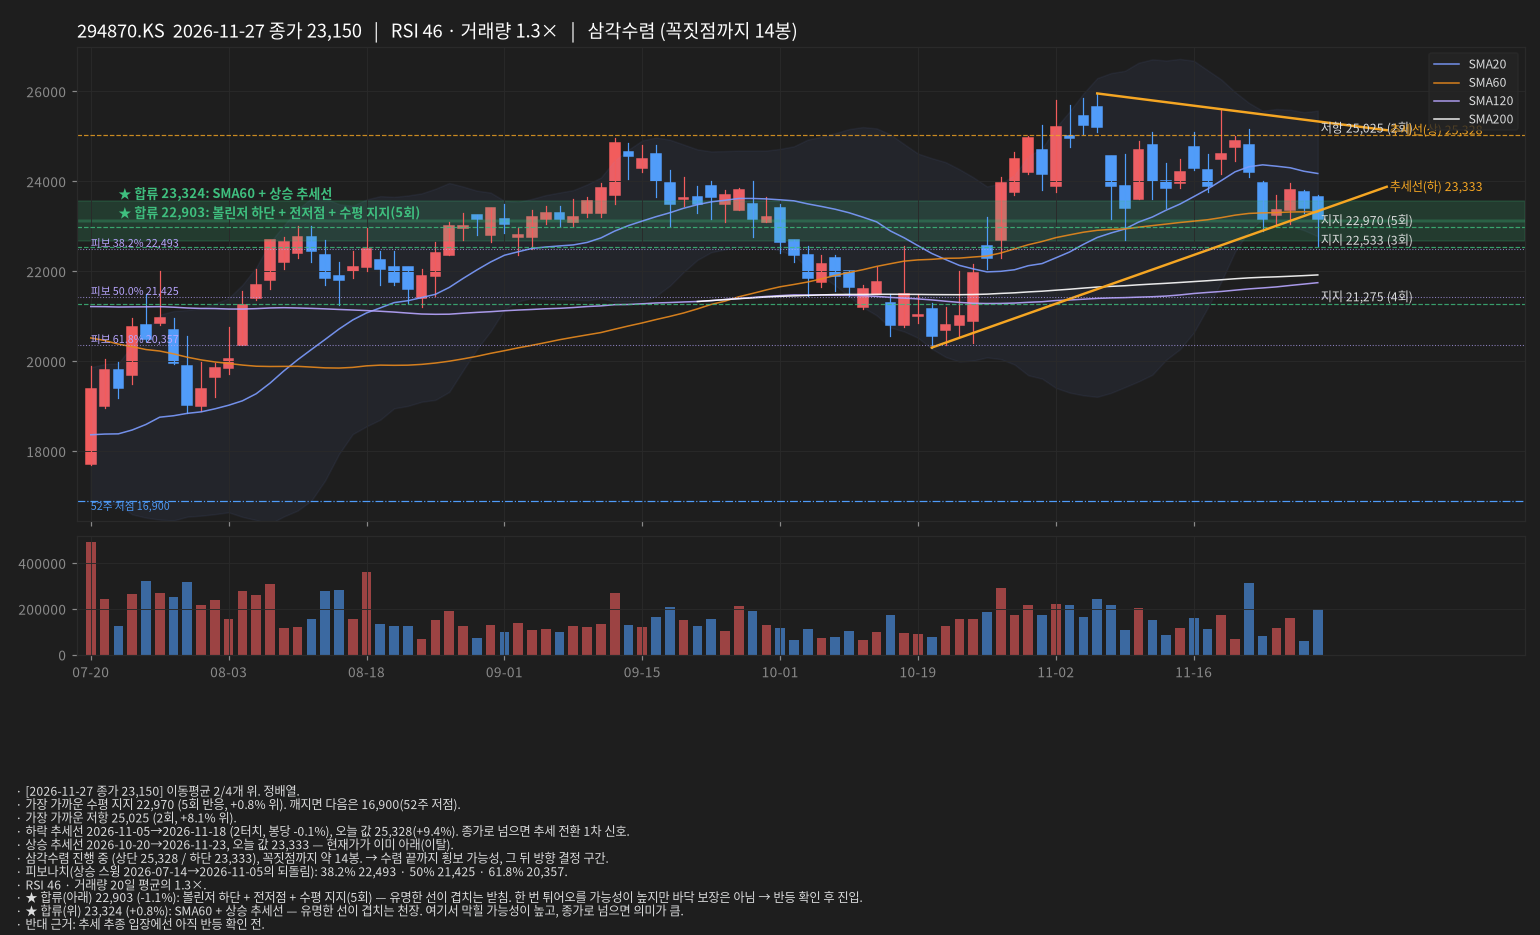 294870.KS 2026-11-27 종가 23,150 | RSI 46 · 거래량 1.3× | 삼각수렴 (꼭짓점까지 14봉)
SMA20
SMA60
SMA120
SMA200
26000
24000
22000
20000
18000
저항 25,025 (2회)
추세선(상) 25,328
추세선(하) 23,333
★ 합류 23,324: SMA60 + 상승 추세선
★ 합류 22,903: 볼린저 하단 + 전저점 + 수평 지지(5회)
지지 22,970 (5회)
지지 22,533 (3회)
피보 38.2% 22,493
피보 50.0% 21,425
지지 21,275 (4회)
피보 61.8% 20,357
52주 저점 16,900
400000
200000
0
07-20 08-03 08-18 09-01 09-15 10-01 10-19 11-02 11-16
· [2026-11-27 종가 23,150] 이동평균 2/4개 위. 정배열.
· 가장 가까운 수평 지지 22,970 (5회 반응, +0.8% 위). 깨지면 다음은 16,900(52주 저점).
· 가장 가까운 저항 25,025 (2회, +8.1% 위).
· 하락 추세선 2026-11-05→2026-11-18 (2터치, 봉당 -0.1%), 오늘 값 25,328(+9.4%). 종가로 넘으면 추세 전환 1차 신호.
· 상승 추세선 2026-10-20→2026-11-23, 오늘 값 23,333 — 현재가가 이미 아래(이탈).
· 삼각수렴 진행 중 (상단 25,328 / 하단 23,333), 꼭짓점까지 약 14봉. → 수렴 끝까지 횡보 가능성, 그 뒤 방향 결정 구간.
· 피보나치(상승 스윙 2026-07-14→2026-11-05의 되돌림): 38.2% 22,493 · 50% 21,425 · 61.8% 20,357.
· RSI 46 · 거래량 20일 평균의 1.3×.
· ★ 합류(아래) 22,903 (-1.1%): 볼린저 하단 + 전저점 + 수평 지지(5회) — 유명한 선이 겹치는 받침. 한 번 튀어오를 가능성이 높지만 바닥 보장은 아님 → 반등 확인 후 진입.
· ★ 합류(위) 23,324 (+0.8%): SMA60 + 상승 추세선 — 유명한 선이 겹치는 천장. 여기서 막힐 가능성이 높고, 종가로 넘으면 의미가 큼.
· 반대 근거: 추세 추종 입장에선 아직 반등 확인 전.